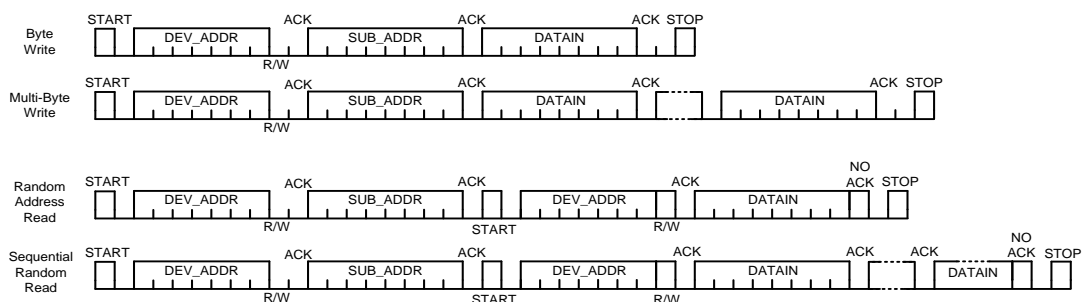 START ACK ACK ACK STOP
Byte Write DEV_ADDR SUB_ADDR DATAIN
R/W
START ACK ACK ACK ACK STOP
Multi-Byte Write DEV_ADDR SUB_ADDR DATAIN DATAIN
R/W
START ACK ACK ACK NO ACK STOP
Random Address Read DEV_ADDR SUB_ADDR DEV_ADDR DATAIN
R/W START R/W
START ACK ACK ACK ACK ACK NO ACK STOP
Sequential Random Read DEV_ADDR SUB_ADDR DEV_ADDR DATAIN DATAIN
R/W START R/W